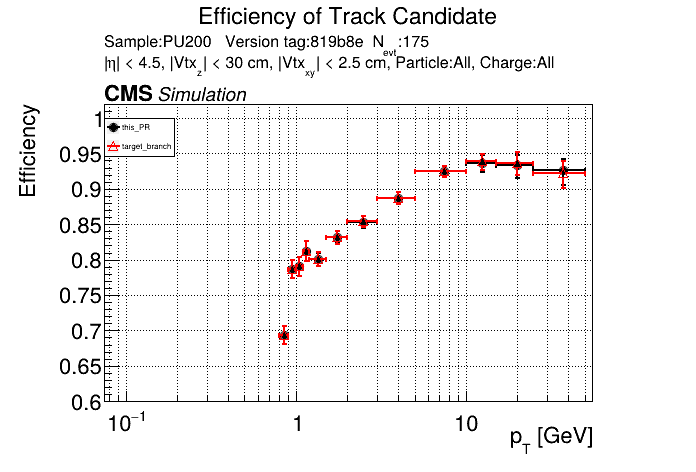 Efficiency of Track Candidate
Sample:PU200 Version tag:819b8e N_evt:175
|η| < 4.5, |Vtx_z| < 30 cm, |Vtx_xy| < 2.5 cm, Particle:All, Charge:All
CMS Simulation
Efficiency
1
this_PR
target_branch
0.95
0.9
0.85
0.8
0.75
0.7
0.65
0.6
10⁻¹
1
10
p_T [GeV]